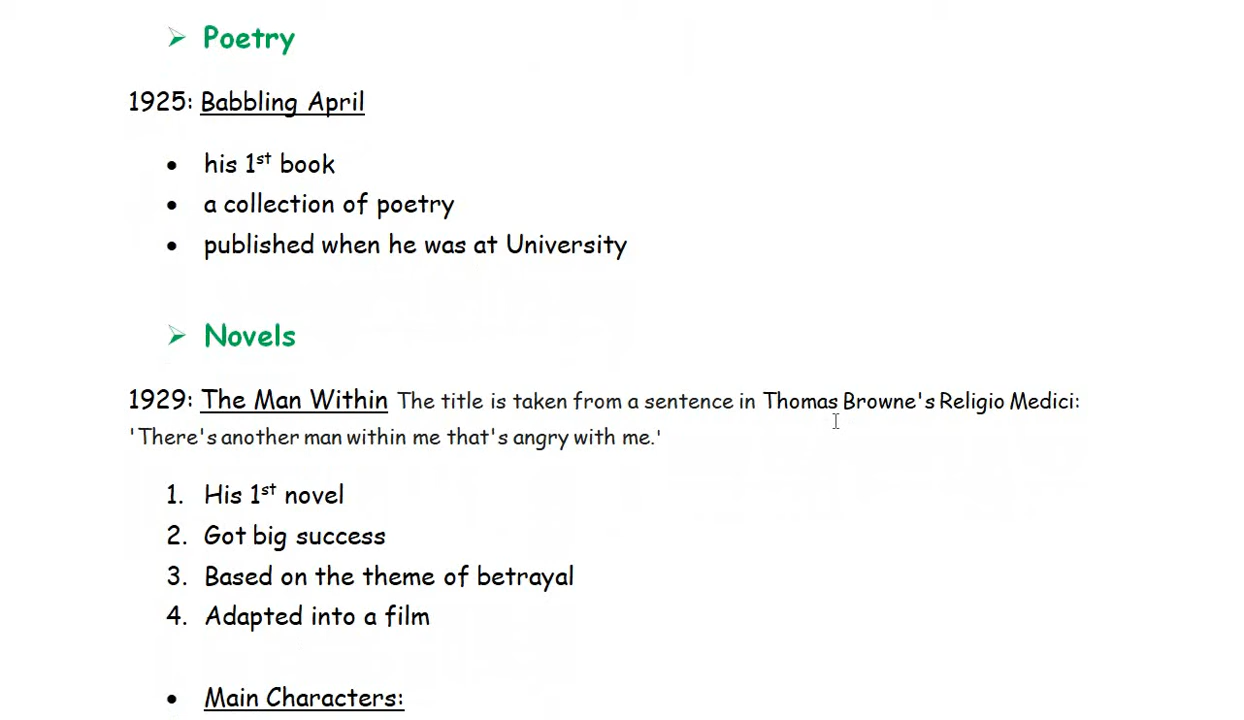 ➢ Poetry
1925: Babbling April
• his 1st book
• a collection of poetry
• published when he was at University
➢ Novels
1929: The Man Within The title is taken from a sentence in Thomas Browne's Religio Medici:
'There's another man within me that's angry with me.'
1. His 1st novel
2. Got big success
3. Based on the theme of betrayal
4. Adapted into a film
• Main Characters: